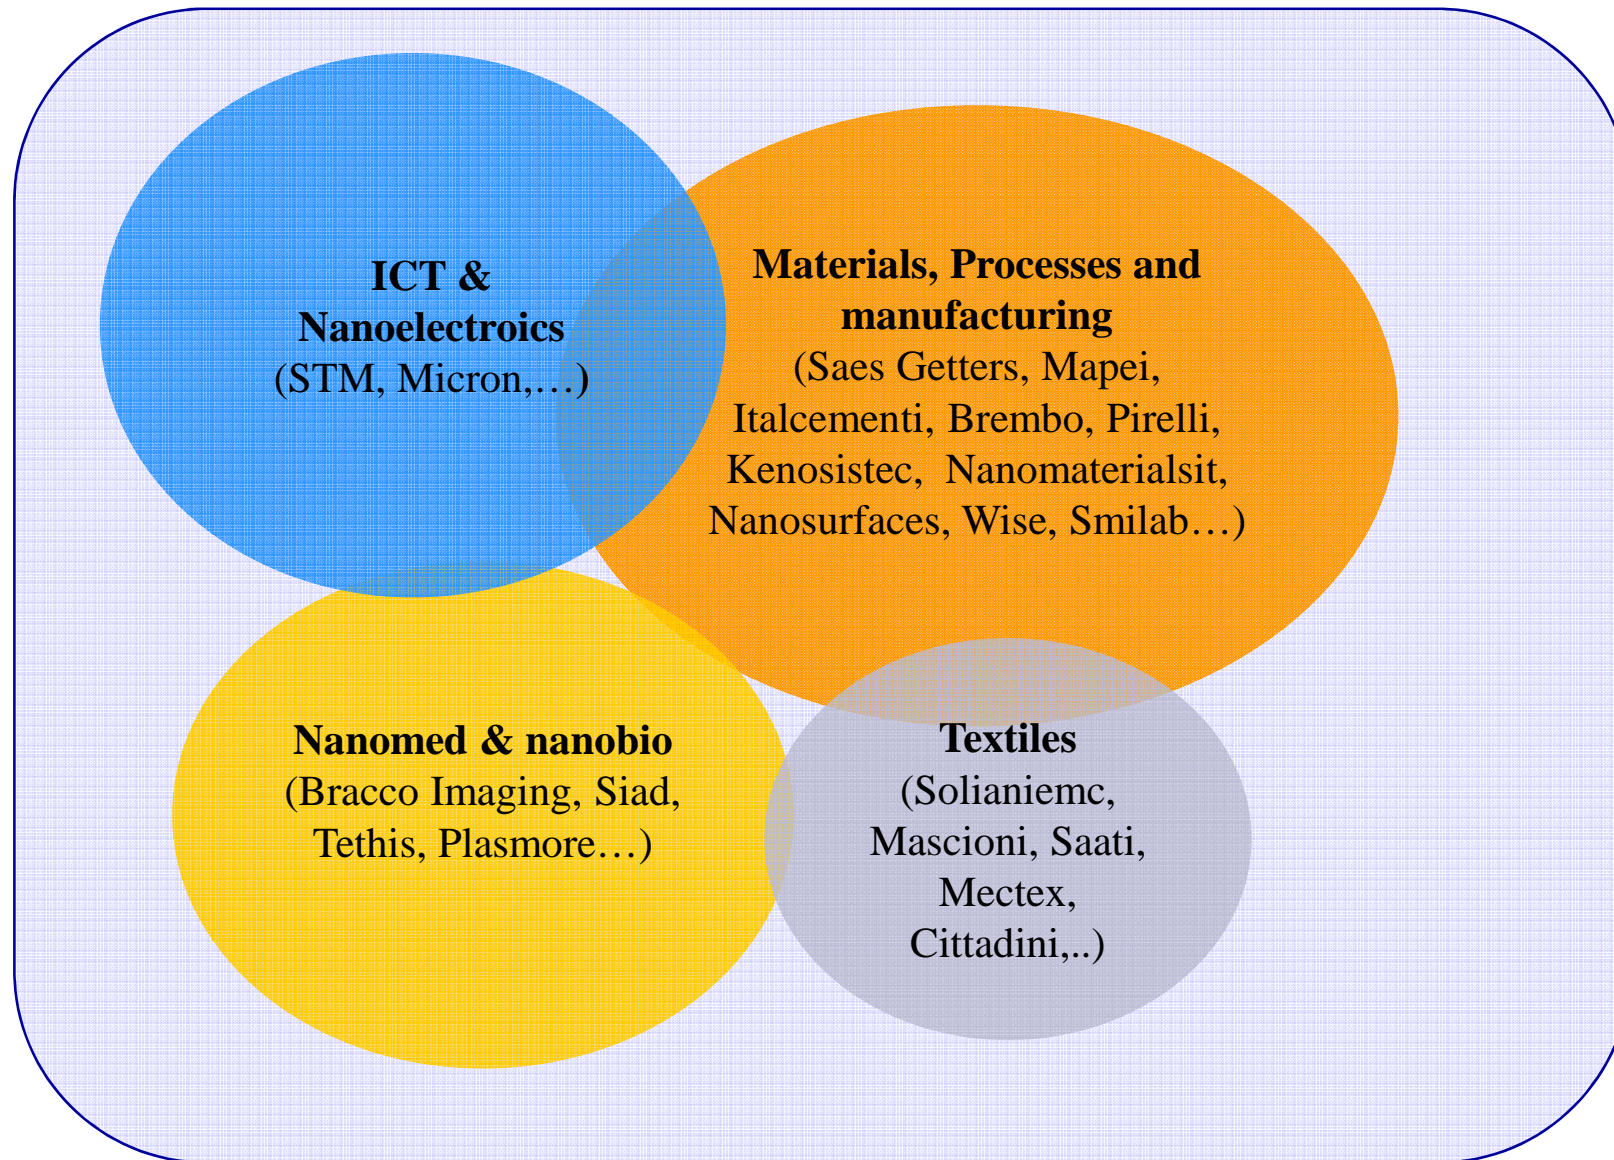 ICT &
Nanoelectroics
(STM, Micron,…)
Materials, Processes and
manufacturing
(Saes Getters, Mapei,
Italcementi, Brembo, Pirelli,
Kenosistec, Nanomaterialsit,
Nanosurfaces, Wise, Smilab…)
Nanomed & nanobio
(Bracco Imaging, Siad,
Tethis, Plasmore…)
Textiles
(Solianiemc,
Mascioni, Saati,
Mectex,
Cittadini,..)